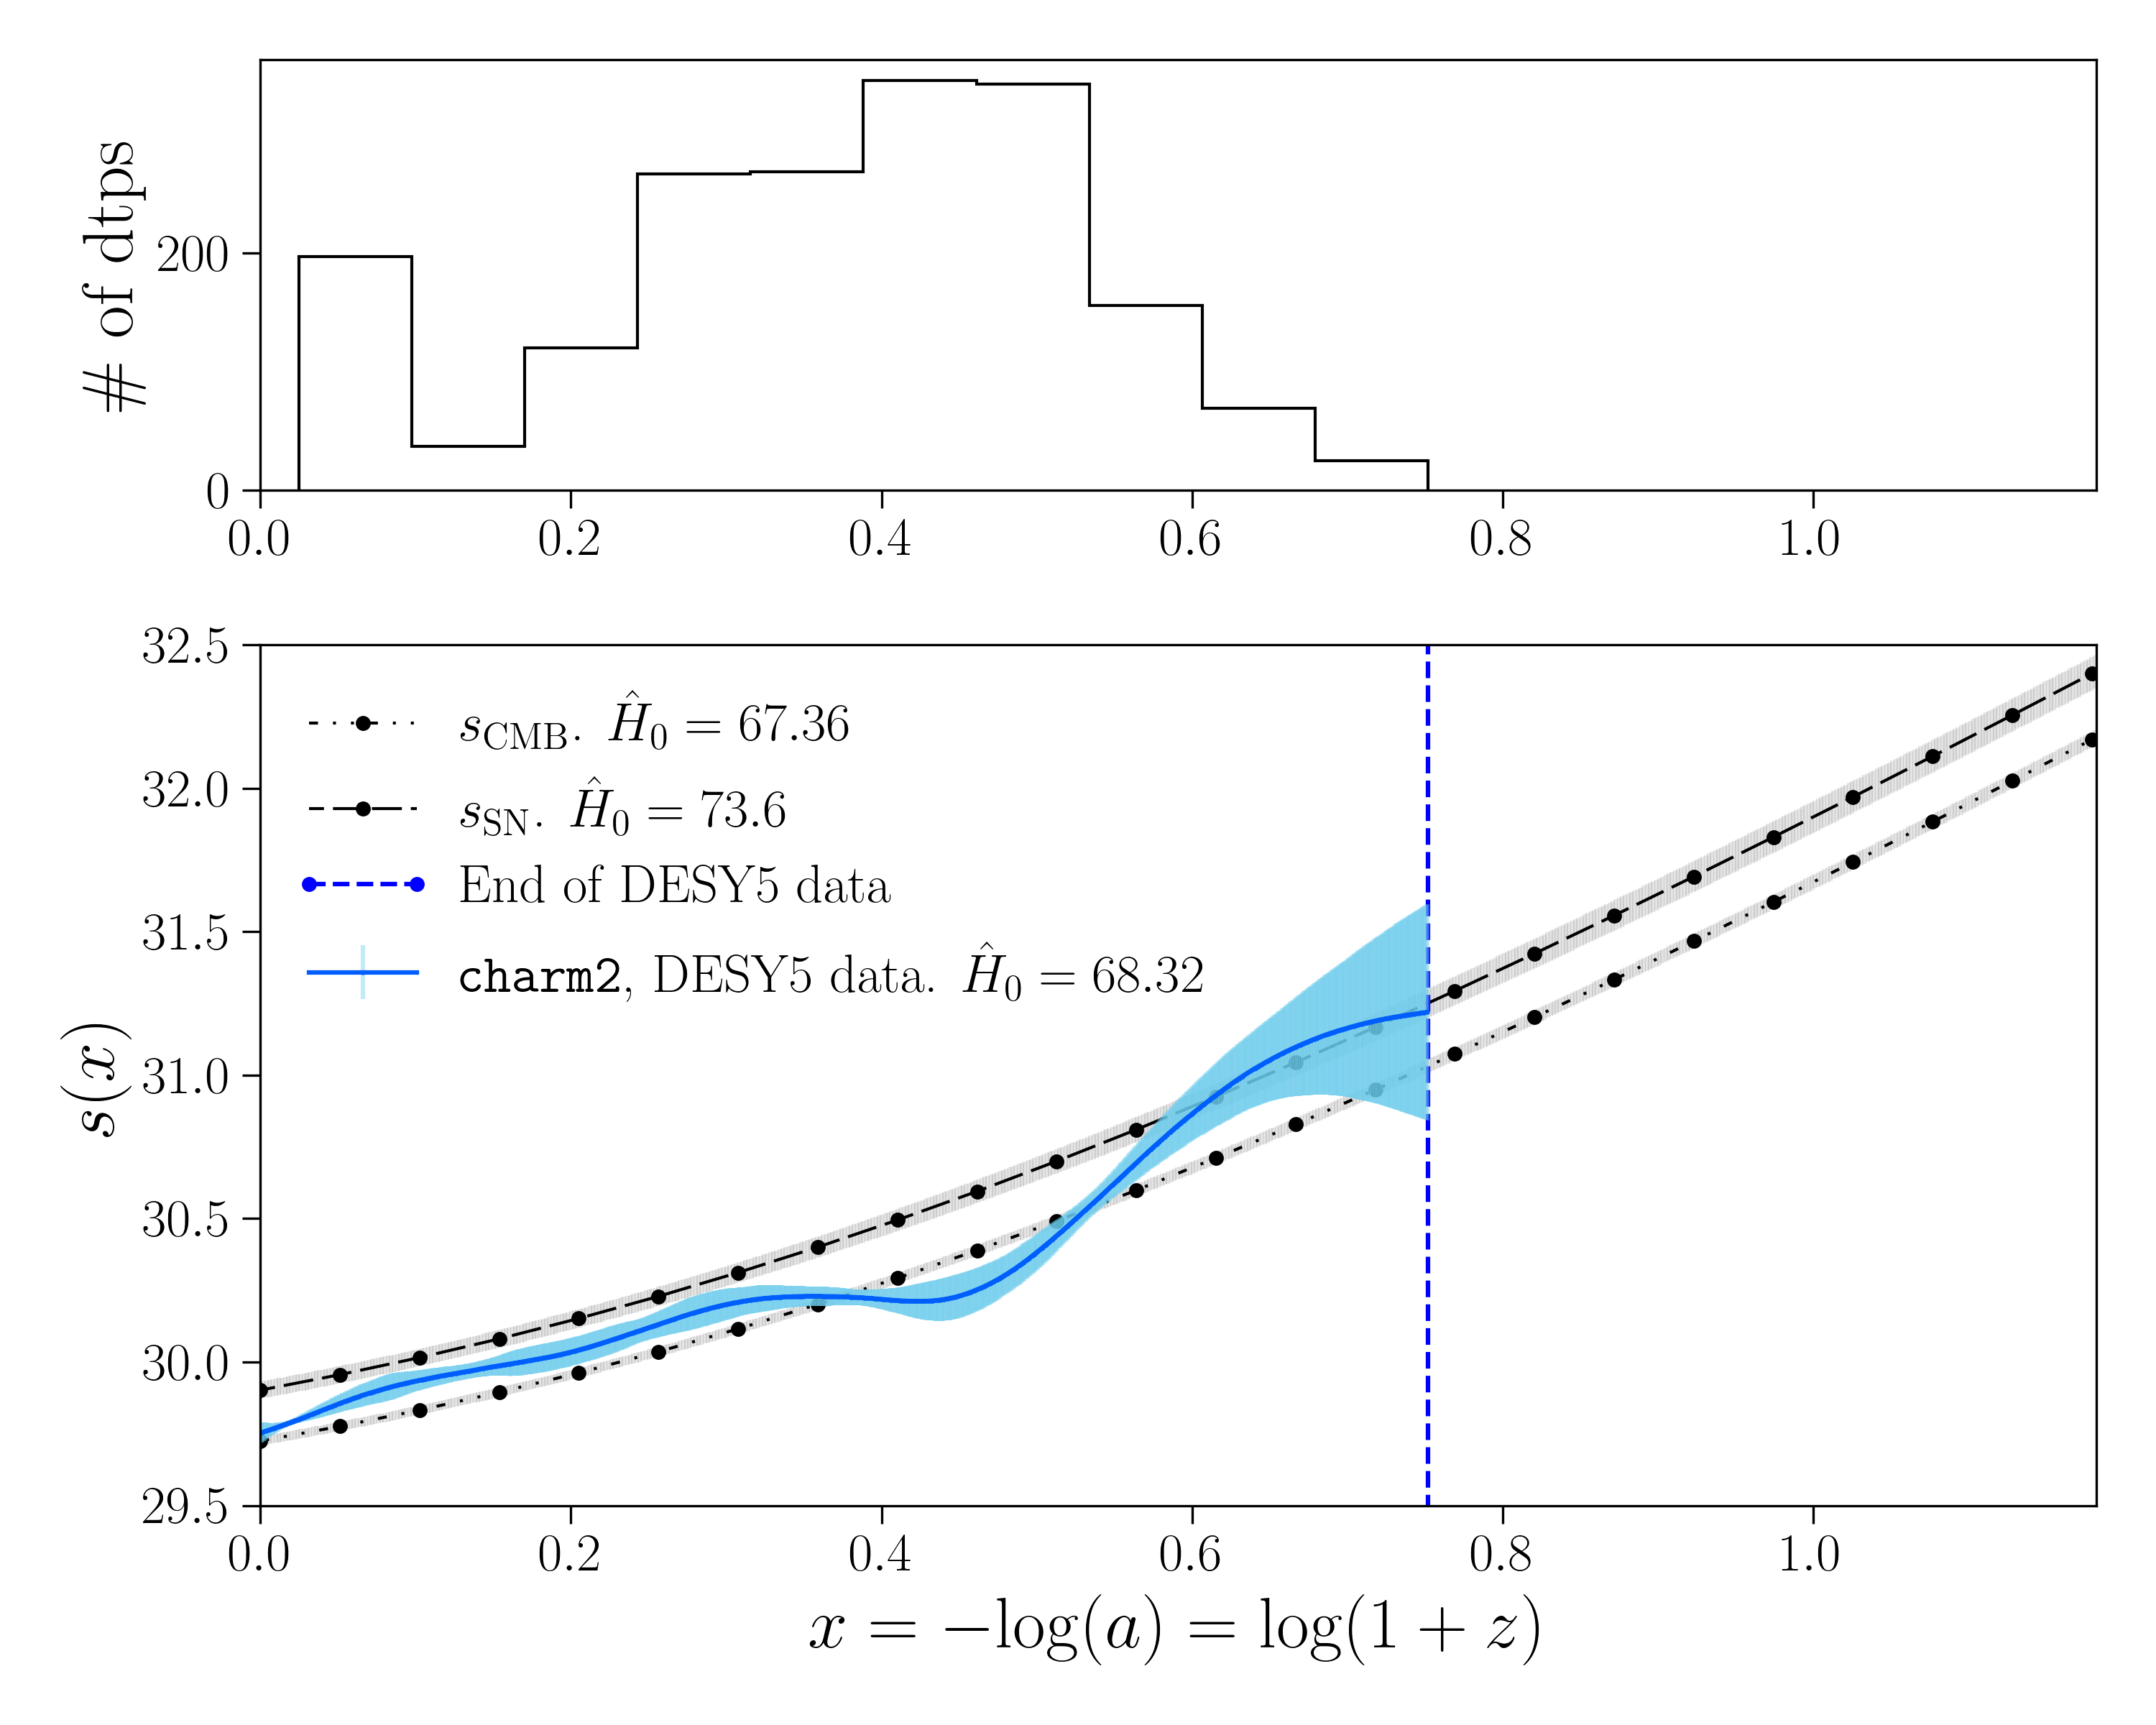 # of dtps
200
0
0.0 0.2 0.4 0.6 0.8 1.0
s(x)
32.5
32.0
31.5
31.0
30.5
30.0
29.5
s_CMB. Ĥ_0 = 67.36
s_SN. Ĥ_0 = 73.6
End of DESY5 data
charm2, DESY5 data. Ĥ_0 = 68.32
0.0 0.2 0.4 0.6 0.8 1.0
x = −log(a) = log(1 + z)